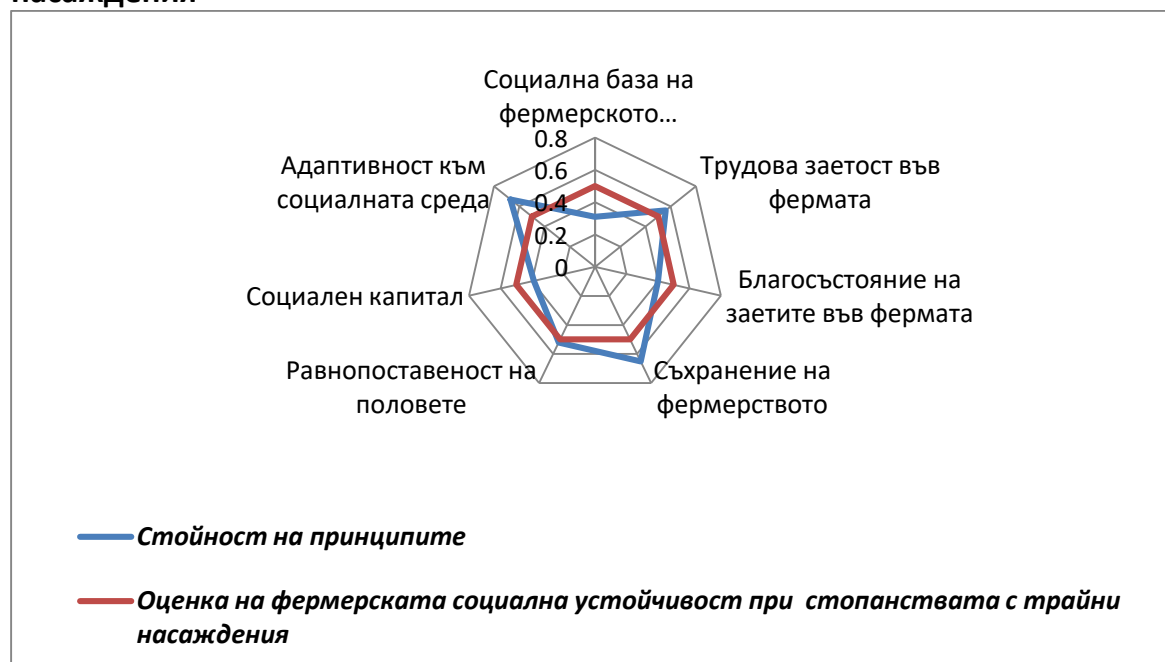 насаждения
Социална база на
фермерското…
0.8
0.6
0.4
0.2
0
Трудова заетост във
фермата
Благосъстояние на
заетите във фермата
Съхранение на
фермерството
Равнопоставеност на
половете
Социален капитал
Адаптивност към
социалната среда
Стойност на принципите
Оценка на фермерската социална устойчивост при стопанствата с трайни
насаждения